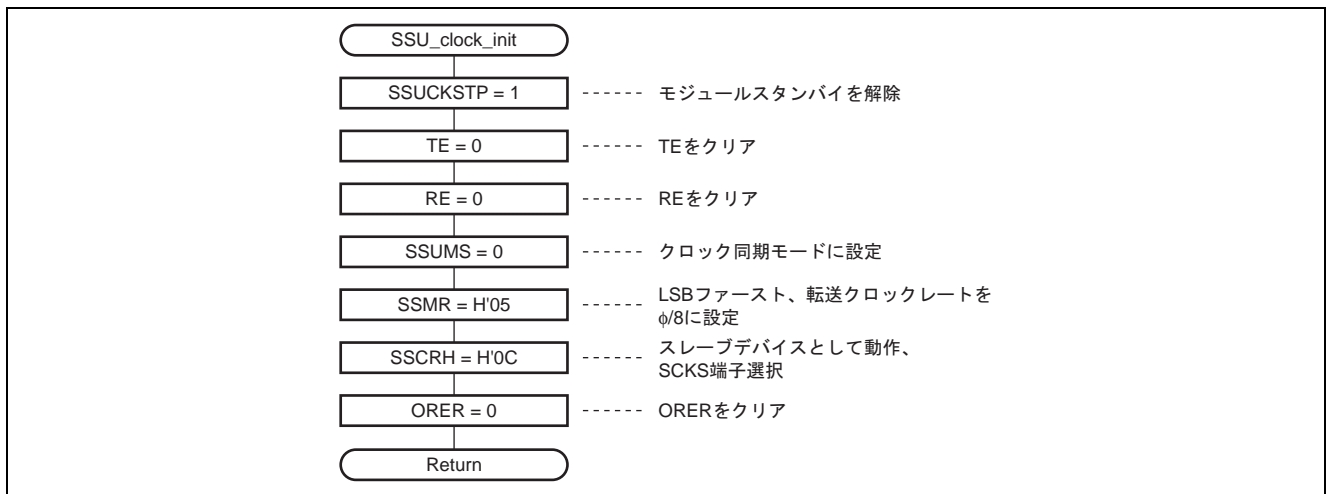 SSU_clock_init
SSUCKSTP = 1 ------ モジュールスタンバイを解除
TE = 0 ------ TEをクリア
RE = 0 ------ REをクリア
SSUMS = 0 ------ クロック同期モードに設定
SSMR = H'05 ------ LSBファースト、転送クロックレートを
φ/8に設定
SSCRH = H'0C ------ スレーブデバイスとして動作、
SCKS端子選択
ORER = 0 ------ ORERをクリア
Return